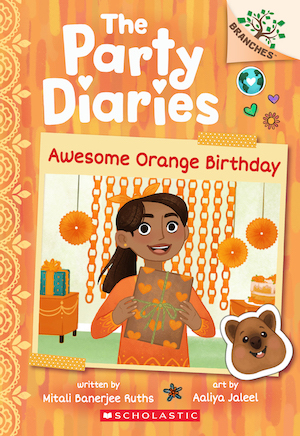 The
Party
Diaries
BRANCHES
Awesome Orange Birthday
written by
Mitali Banerjee Ruths
art by
Aaliya Jaleel
SCHOLASTIC